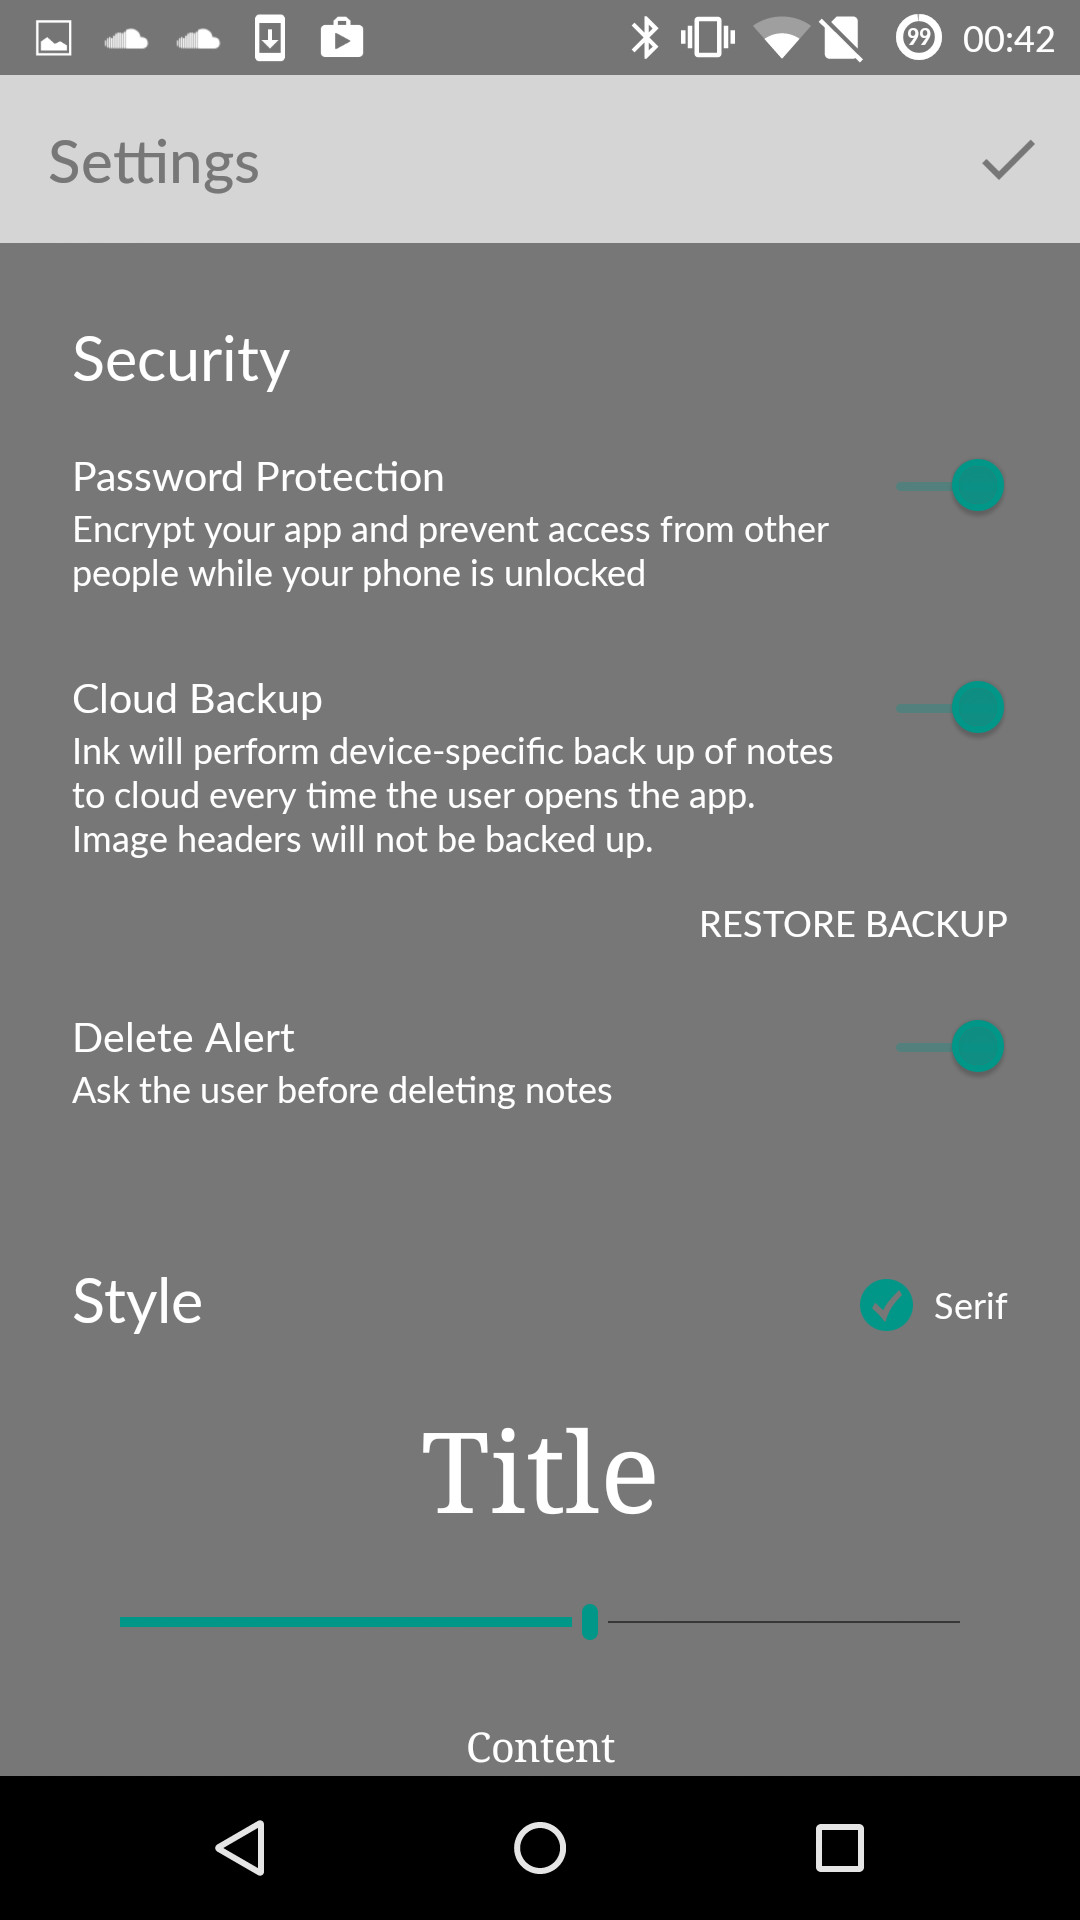 99 00:42
Settings
Security
Password Protection
Encrypt your app and prevent access from other
people while your phone is unlocked
Cloud Backup
Ink will perform device-specific back up of notes
to cloud every time the user opens the app.
Image headers will not be backed up.
RESTORE BACKUP
Delete Alert
Ask the user before deleting notes
Style
Serif
Title
Content